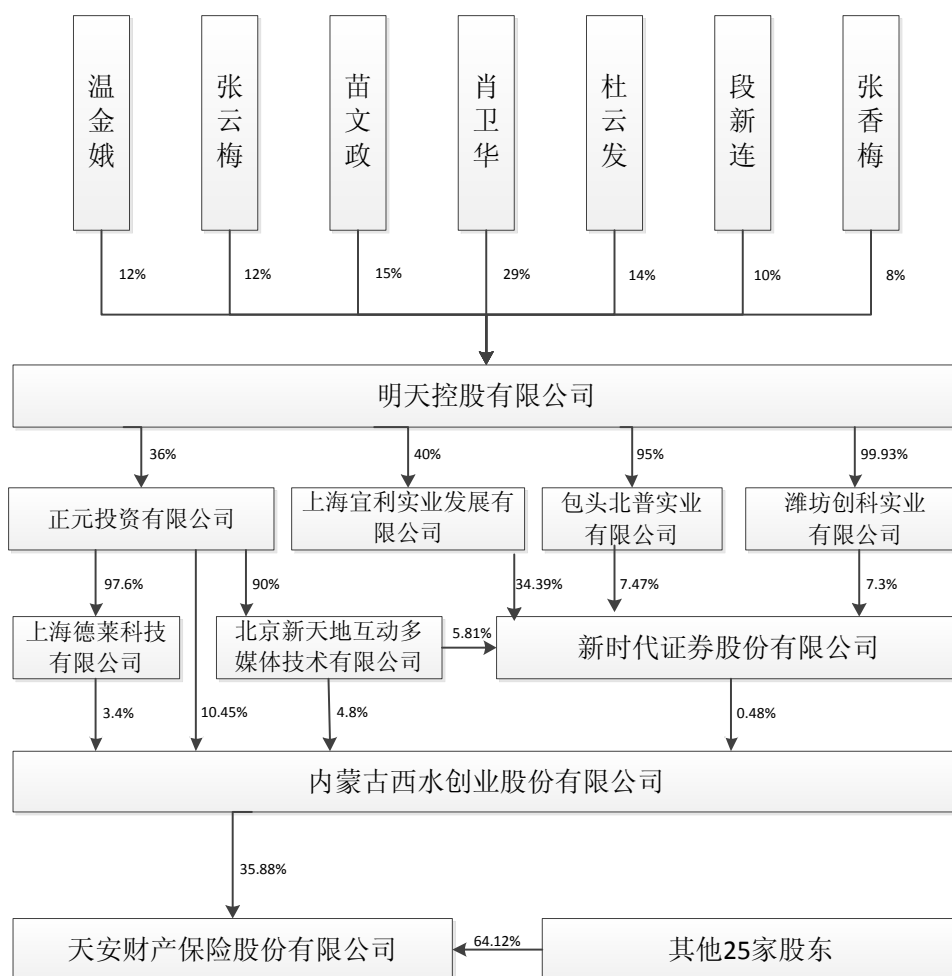 温金娥
张云梅
苗文政
肖卫华
杜云发
段新连
张香梅
12%
12%
15%
29%
14%
10%
8%
明天控股有限公司
36%
40%
95%
99.93%
正元投资有限公司
上海宜利实业发展有
限公司
包头北普实业
有限公司
潍坊创科实业
有限公司
97.6%
90%
34.39%
7.47%
7.3%
上海德莱科技
有限公司
北京新天地互动多
媒体技术有限公司
5.81%
新时代证券股份有限公司
3.4%
10.45%
4.8%
0.48%
内蒙古西水创业股份有限公司
35.88%
天安财产保险股份有限公司
64.12%
其他25家股东